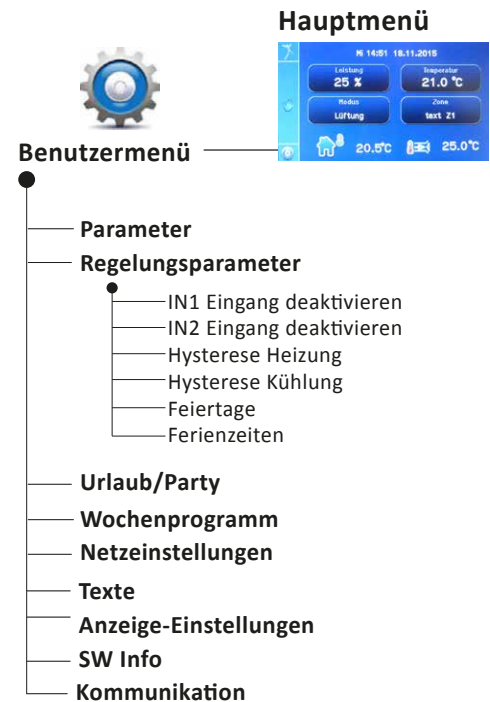 Hauptmenü
Mi 14:51 18.11.2015
Leistung
25 %
Temperatur
21.0 °C
Modus
Lüftung
Zone
text Z1
20.5°C
25.0°C
Benutzermenü
Parameter
Regelungsparameter
IN1 Eingang deaktivieren
IN2 Eingang deaktivieren
Hysterese Heizung
Hysterese Kühlung
Feiertage
Ferienzeiten
Urlaub/Party
Wochenprogramm
Netzeinstellungen
Texte
Anzeige-Einstellungen
SW Info
Kommunikation